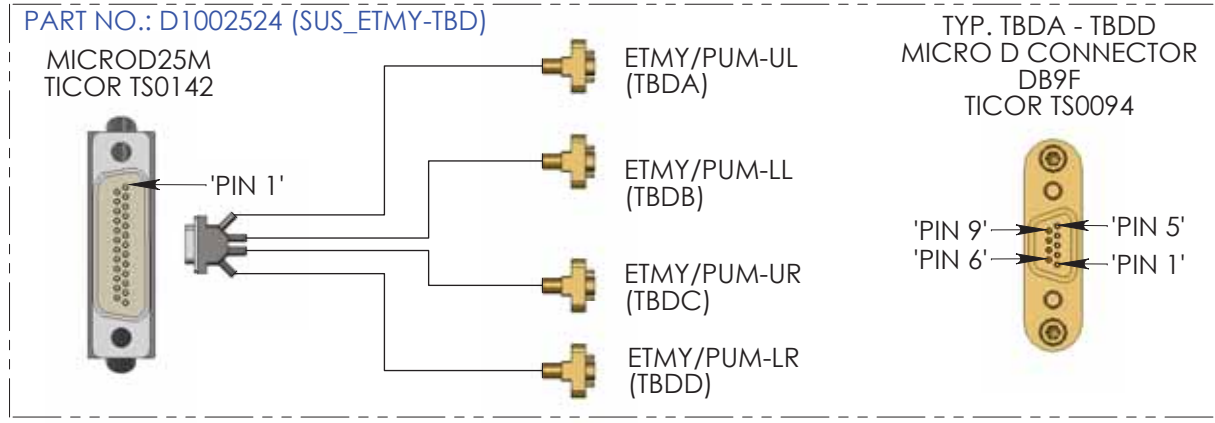 PART NO.: D1002524 (SUS_ETMY-TBD)
MICROD25M
TICOR TS0142
'PIN 1'
ETMY/PUM-UL
(TBDA)
ETMY/PUM-LL
(TBDB)
ETMY/PUM-UR
(TBDC)
ETMY/PUM-LR
(TBDD)
TYP. TBDA - TBDD
MICRO D CONNECTOR
DB9F
TICOR TS0094
'PIN 9'
'PIN 5'
'PIN 6'
'PIN 1'